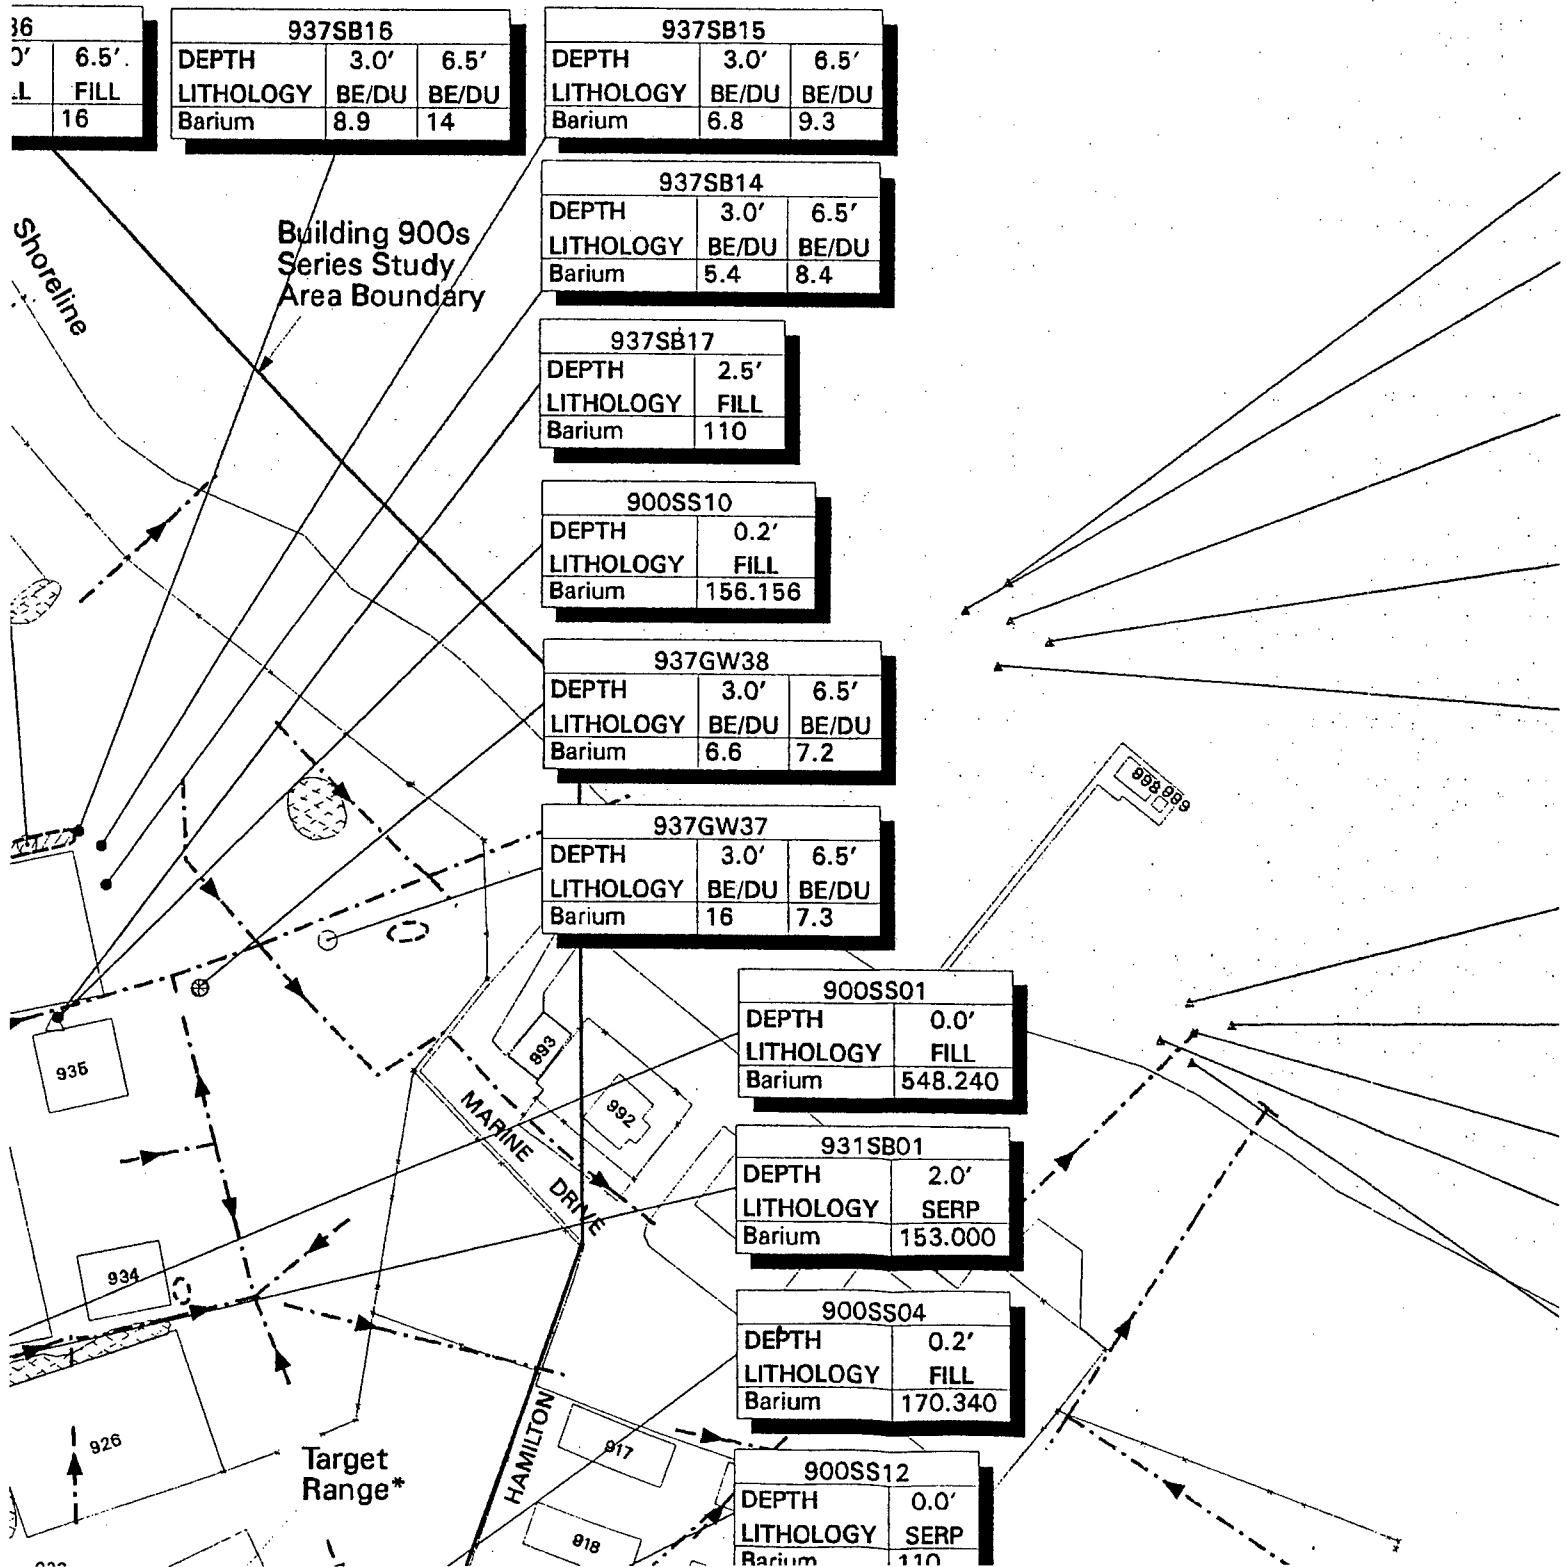 36
0' 6.5'
LL FILL
16
937SB16
DEPTH 3.0' 6.5'
LITHOLOGY BE/DU BE/DU
Barium 8.9 14
937SB15
DEPTH 3.0' 6.5'
LITHOLOGY BE/DU BE/DU
Barium 6.8 9.3
937SB14
DEPTH 3.0' 6.5'
LITHOLOGY BE/DU BE/DU
Barium 5.4 8.4
Shoreline
Building 900s
Series Study
Area Boundary
937SB17
DEPTH 2.5'
LITHOLOGY FILL
Barium 110
900SS10
DEPTH 0.2'
LITHOLOGY FILL
Barium 156.156
937GW38
DEPTH 3.0' 6.5'
LITHOLOGY BE/DU BE/DU
Barium 6.6 7.2
998 999
937GW37
DEPTH 3.0' 6.5'
LITHOLOGY BE/DU BE/DU
Barium 16 7.3
900SS01
DEPTH 0.0'
LITHOLOGY FILL
Barium 548.240
935
993
992
MARINE DRIVE
931SB01
DEPTH 2.0'
LITHOLOGY SERP
Barium 153.000
934
900SS04
DEPTH 0.2'
LITHOLOGY FILL
Barium 170.340
926
Target
Range*
HAMILTON
917
918
900SS12
DEPTH 0.0'
LITHOLOGY SERP
Barium 110